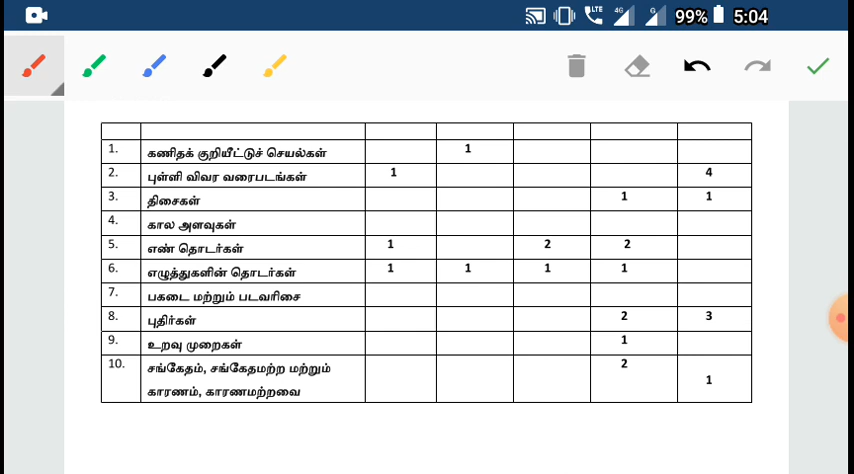 LTE 4G G 99% 5:04
1. கணிதக் குறியீட்டுச் செயல்கள் 1
2. புள்ளி விவர வரைபடங்கள் 1 4
3. திசைகள் 1 1
4. கால அளவுகள்
5. எண் தொடர்கள் 1 2 2
6. எழுத்துகளின் தொடர்கள் 1 1 1 1
7. பகடை மற்றும் படவரிசை
8. புதிர்கள் 2 3
9. உறவு முறைகள் 1
10. சங்கேதம், சங்கேதமற்ற மற்றும் 2
காரணம், காரணமற்றவை 1